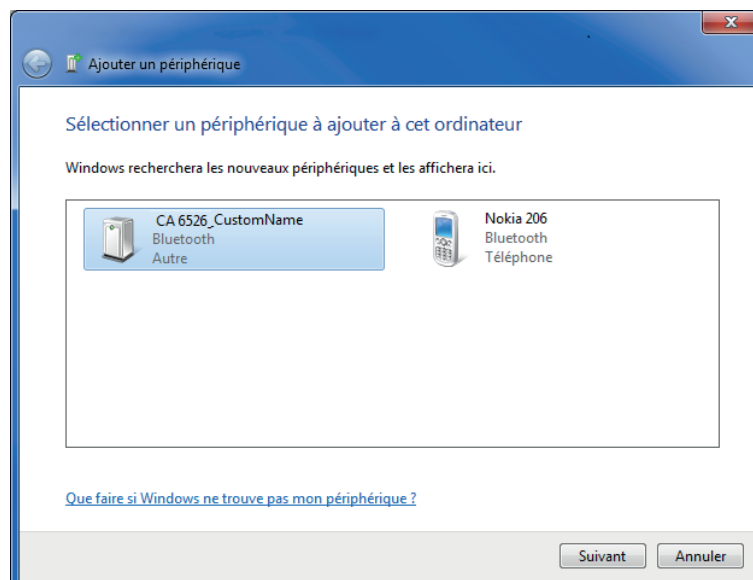 Ajouter un périphérique
Sélectionner un périphérique à ajouter à cet ordinateur
Windows recherchera les nouveaux périphériques et les affichera ici.
CA 6526_CustomName
Bluetooth
Autre
Nokia 206
Bluetooth
Téléphone
Que faire si Windows ne trouve pas mon périphérique ?
Suivant
Annuler